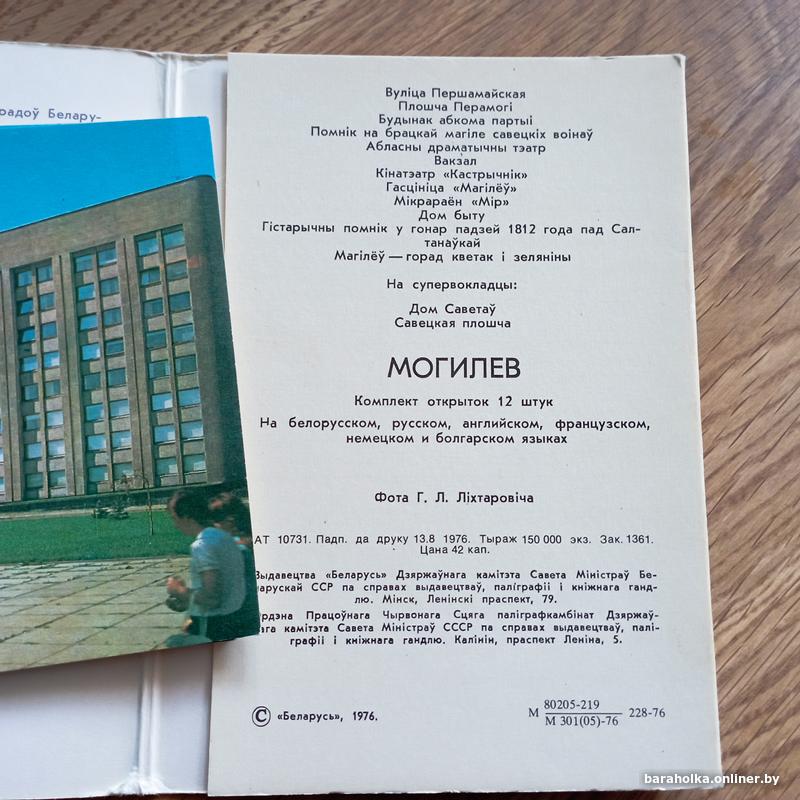 радоў Белару-
Вуліца Першамайская
Плошча Перамогі
Будынак абкома партыі
Помнік на брацкай магіле савецкіх воінаў
Абласны драматычны тэатр
Вакзал
Кінатэатр «Кастрычнік»
Гасцініца «Магілёў»
Мікрараён «Мір»
Дом быту
Гістарычны помнік у гонар падзей 1812 года пад Сал-
танаўкай
Магілёў — горад кветак і зеляніны
На супервокладцы:
Дом Саветаў
Савецкая плошча
МОГИЛЕВ
Комплект открыток 12 штук
На белорусском, русском, английском, французском,
немецком и болгарском языках
Фота Г. Л. Ліхтаровіча
АТ 10731. Падп. да друку 13.8 1976. Тыраж 150 000 экз. Зак. 1361.
Цана 42 кап.
Выдавецтва «Беларусь» Дзяржаўнага камітэта Савета Міністраў Бе-
ларускай ССР па справах выдавецтваў, паліграфіі і кніжнага ганд-
лю. Мінск, Ленінскі праспект, 79.
рдэна Працоўнага Чырвонага Сцяга паліграфкамбінат Дзяржаў-
нага камітэта Савета Міністраў СССР па справах выдавецтваў, палі-
графіі і кніжнага гандлю. Калінін, праспект Леніна, 5.
© «Беларусь», 1976.
М 80205-219 / М 301(05)-76 228-76
baraholka.onliner.by